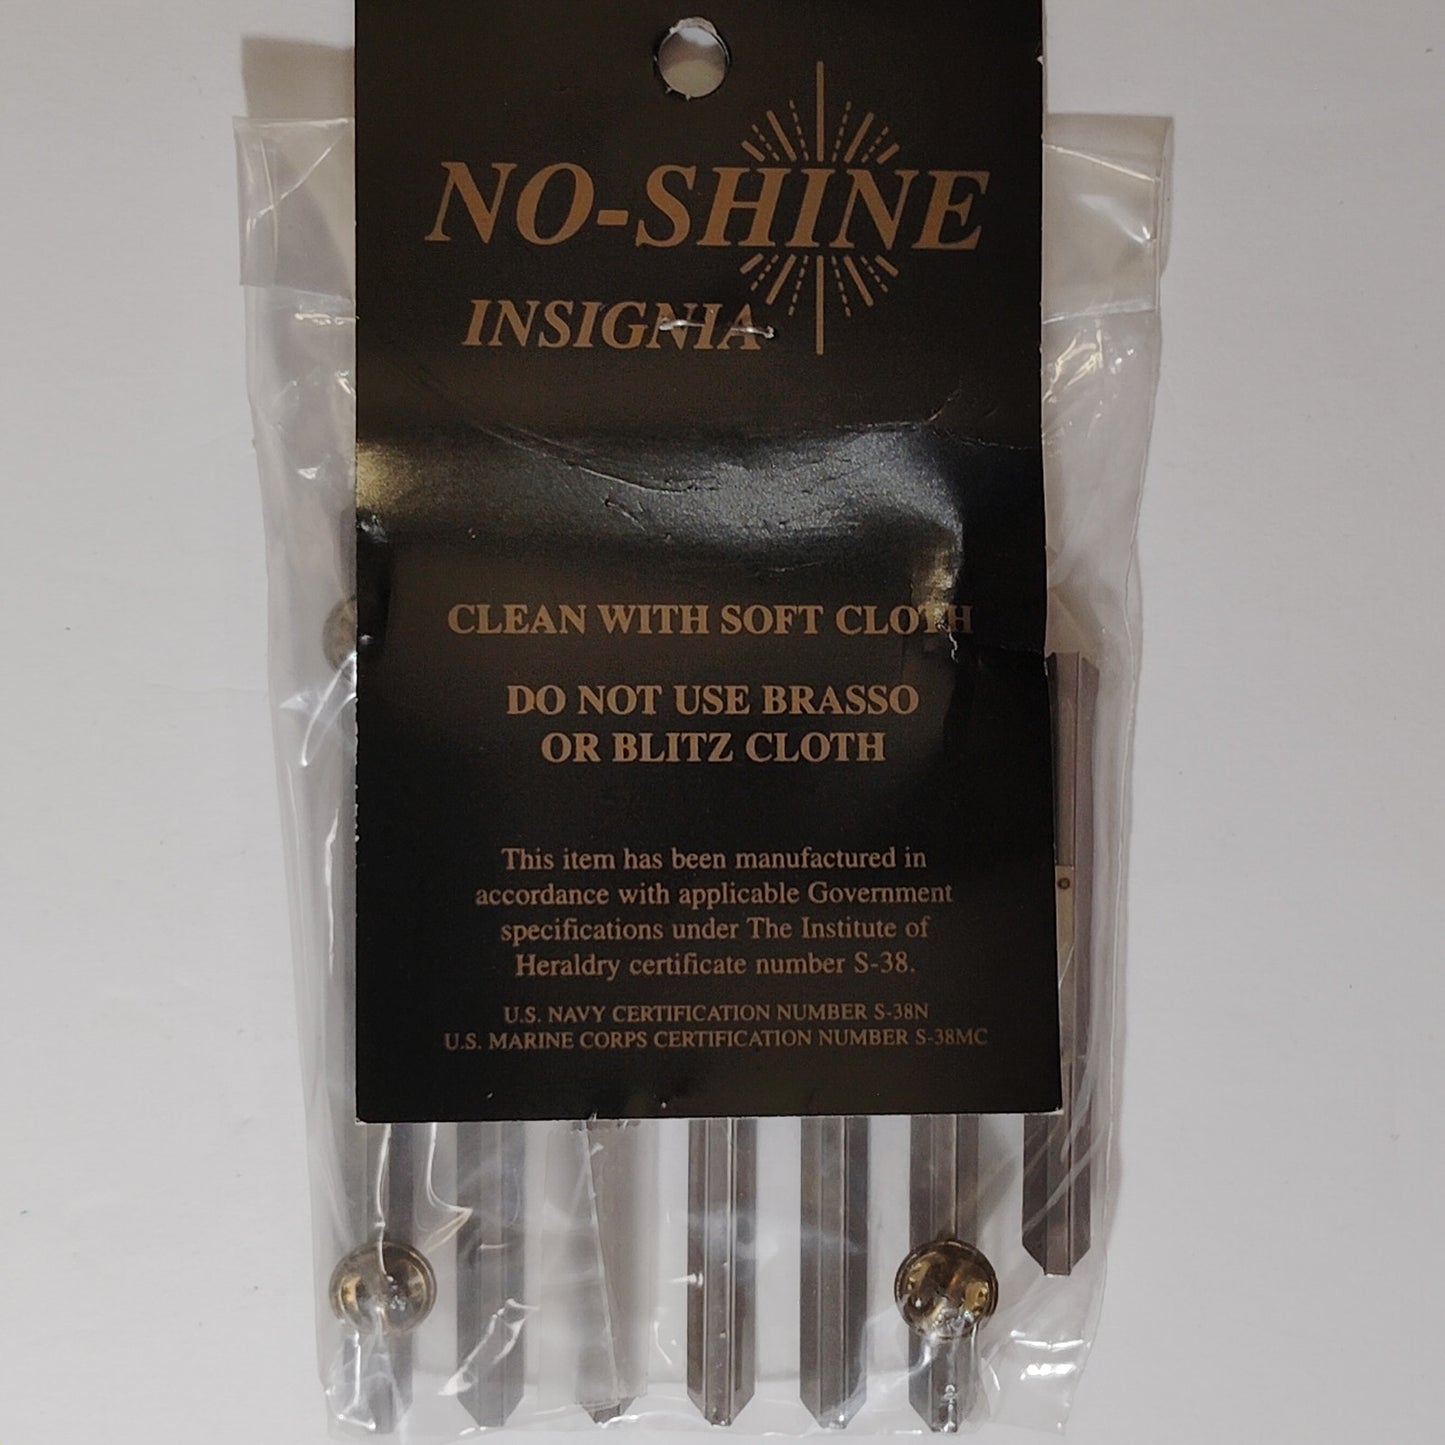 NO-SHINE
INSIGNIA
CLEAN WITH SOFT CLOTH
DO NOT USE BRASSO
OR BLITZ CLOTH
This item has been manufactured in
accordance with applicable Government
specifications under The Institute of
Heraldry certificate number S-38.
U.S. NAVY CERTIFICATION NUMBER S-38N
U.S. MARINE CORPS CERTIFICATION NUMBER S-38MC